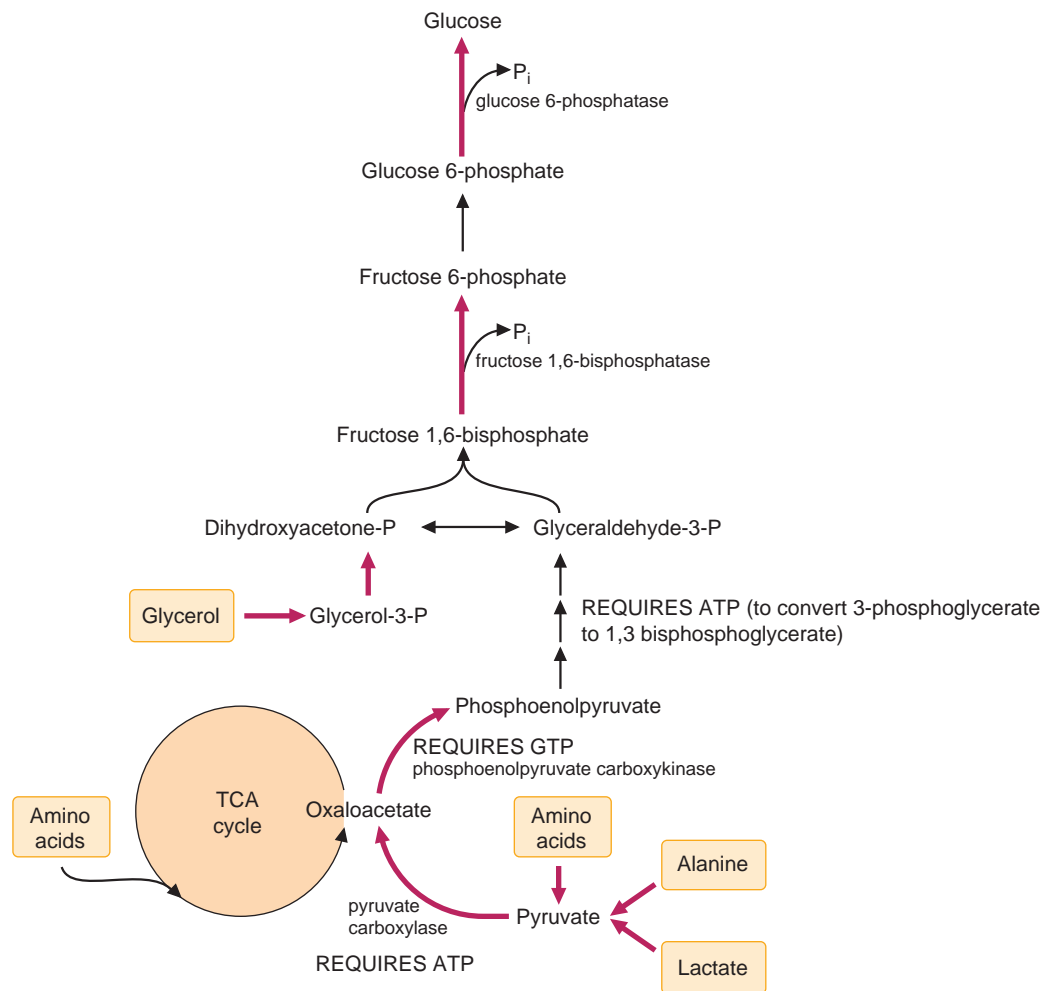 Glucose
Pi
glucose 6-phosphatase
Glucose 6-phosphate
Fructose 6-phosphate
Pi
fructose 1,6-bisphosphatase
Fructose 1,6-bisphosphate
Dihydroxyacetone-P
Glyceraldehyde-3-P
Glycerol
Glycerol-3-P
REQUIRES ATP (to convert 3-phosphoglycerate
to 1,3 bisphosphoglycerate)
Phosphoenolpyruvate
REQUIRES GTP
phosphoenolpyruvate carboxykinase
TCA
cycle
Oxaloacetate
Amino
acids
Amino
acids
Alanine
pyruvate
carboxylase
Pyruvate
REQUIRES ATP
Lactate